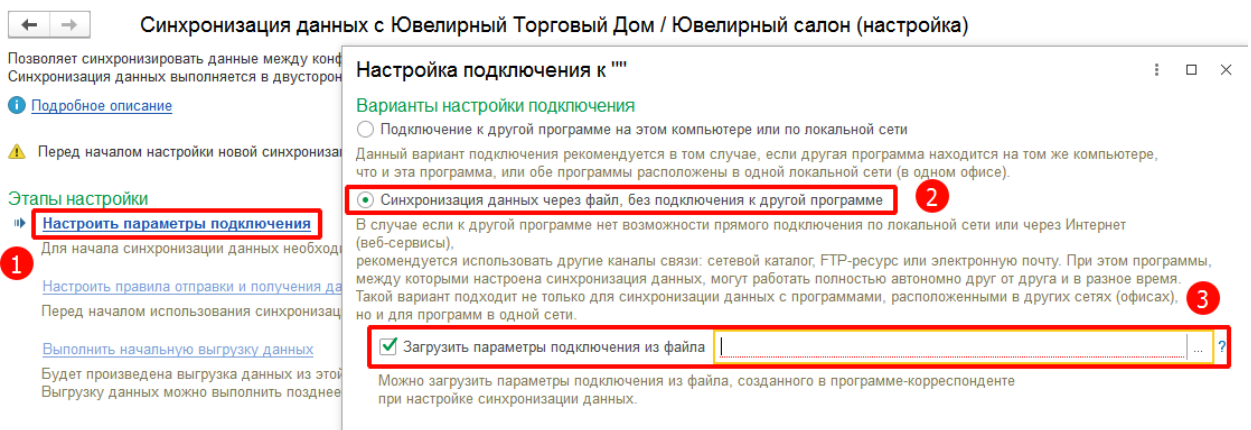 Синхронизация данных с Ювелирный Торговый Дом / Ювелирный салон (настройка)
Позволяет синхронизировать данные между
Синхронизация данных выполняется в
Подробное описание
Перед началом настройки новой
Этапы настройки
Настроить параметры подключения
1
Для начала синхронизации данных
Настроить правила отправки и получения
Перед началом использования
Выполнить начальную выгрузку данных
Будет произведена выгрузка данных из этой
Выгрузку данных можно выполнить позднее
Настройка подключения к ""
Варианты настройки подключения
Подключение к другой программе на этом компьютере или по локальной сети
Данный вариант подключения рекомендуется в том случае, если другая программа находится на том же компьютере,
что и эта программа, или обе программы расположены в одной локальной сети (в одном офисе).
Синхронизация данных через файл, без подключения к другой программе
2
В случае если к другой программе нет возможности прямого подключения по локальной сети или через Интернет
(веб-сервисы),
рекомендуется использовать другие каналы связи: сетевой каталог, FTP-ресурс или электронную почту. При этом программы,
между которыми настроена синхронизация данных, могут работать полностью автономно друг от друга и в разное время.
Такой вариант подходит не только для синхронизации данных с программами, расположенными в других сетях (офисах),
но и для программ в одной сети.
3
Загрузить параметры подключения из файла ... ?
Можно загрузить параметры подключения из файла, созданного в программе-корреспонденте
при настройке синхронизации данных.